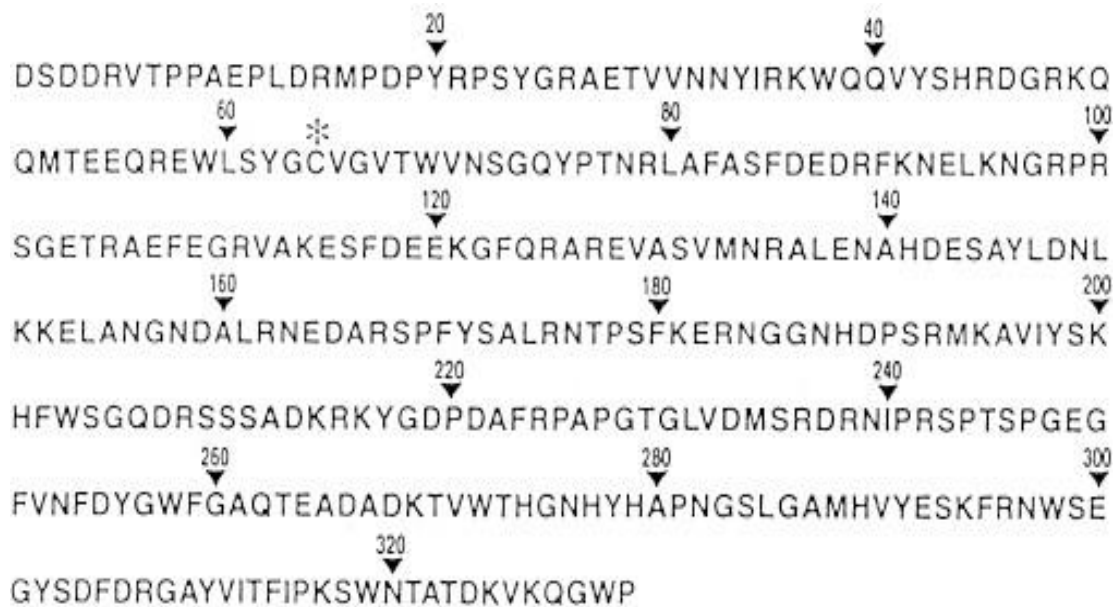 20 40
DSDDRVTPPAEPLDRMPDPYRPSYGRAETVVNNYIRKWQQVYSHRDGRKQ
60 * 80 100
QMTEEQREWLSYGCVGVTWVNSGQYPTNRLAFASFDEDRFKNELKNGRPR
120 140
SGETRAEFEGRVAKESFDEEKGFQRAREVASVMNRALENAHDESAYLDNL
160 180 200
KKELANGNDALRNEDARSPFYSALRNTPSFKERNGGNHDPSRMKAVIYSK
220 240
HFWSGQDRSSSADKRKYGDPDAFRPAPGTGLVDMSRDRNIPRSPTSPGEG
260 280 300
FVNFDYGWFGAQTEADADKTVWTHGNHYHAPNGSLGAMHVYESKFRNWSE
320
GYSDFDRGAYVITFIPKSWNTATDKVKQGWP